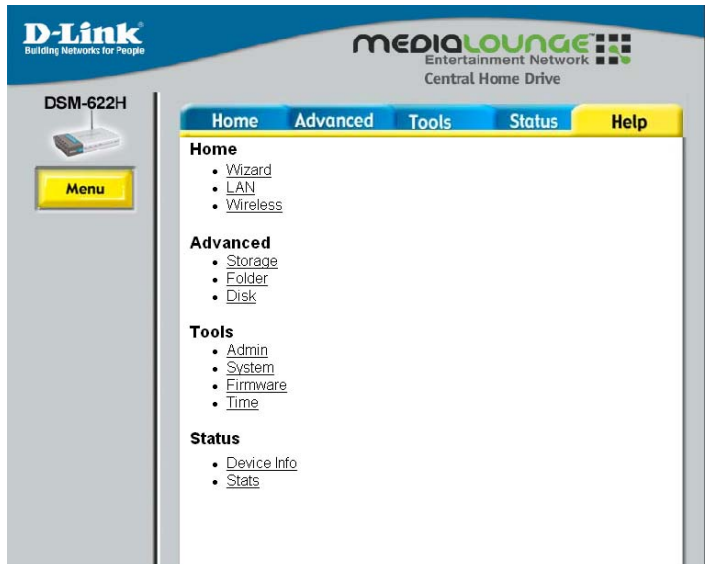 D-Link
Building Networks for People
MEDIALOUNGE
Entertainment Network
Central Home Drive
DSM-622H
Menu
Home Advanced Tools Status Help
Home
• Wizard
• LAN
• Wireless
Advanced
• Storage
• Folder
• Disk
Tools
• Admin
• System
• Firmware
• Time
Status
• Device Info
• Stats